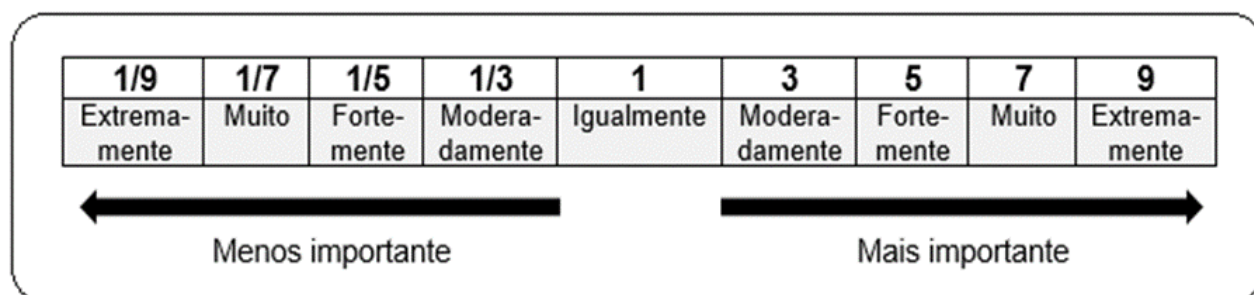 1/9 1/7 1/5 1/3 1 3 5 7 9
Extrema- Muito Forte- Modera- Igualmente Modera- Forte- Muito Extrema-
mente mente damente damente mente mente
Menos importante Mais importante